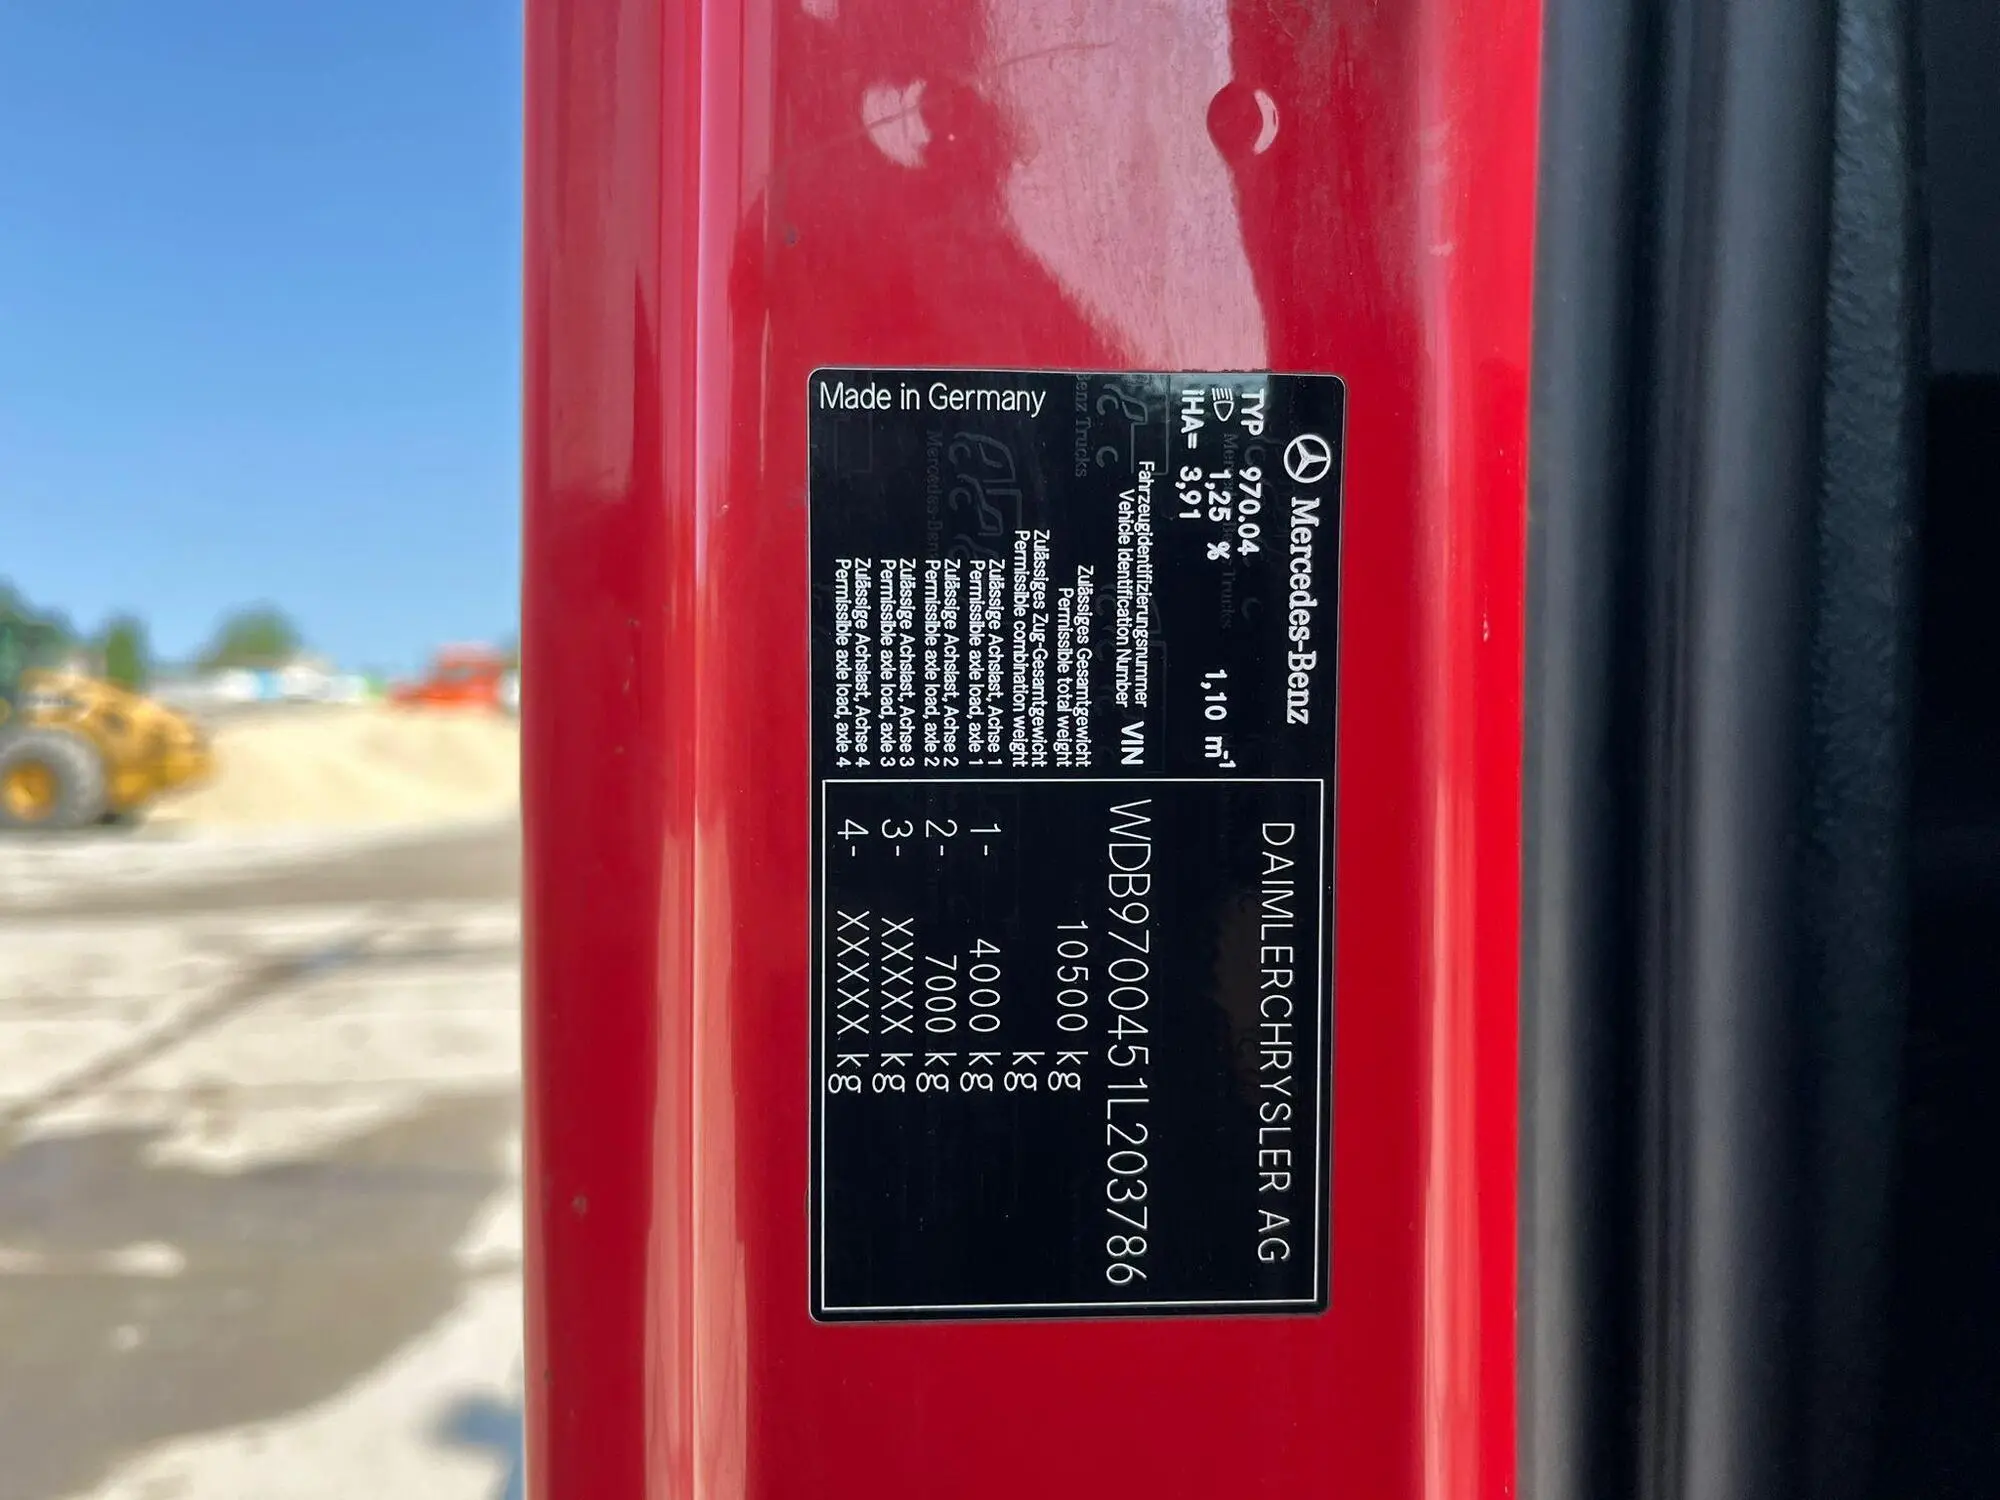 Mercedes-Benz
TYP 970.04
1,25 % 1,10 m⁻¹
iHA= 3,91
DAIMLERCHRYSLER AG
Fahrzeugidentifizierungsnummer
Vehicle Identification Number VIN WDB9700451L203786
Zulässiges Gesamtgewicht
Permissible total weight 10500 kg
Zulässiges Zug-Gesamtgewicht
Permissible combination weight kg
Zulässige Achslast, Achse 1
Permissible axle load, axle 1 1- 4000 kg
Zulässige Achslast, Achse 2
Permissible axle load, axle 2 2- 7000 kg
Zulässige Achslast, Achse 3
Permissible axle load, axle 3 3- XXXXX kg
Zulässige Achslast, Achse 4
Permissible axle load, axle 4 4- XXXXX kg
Made in Germany